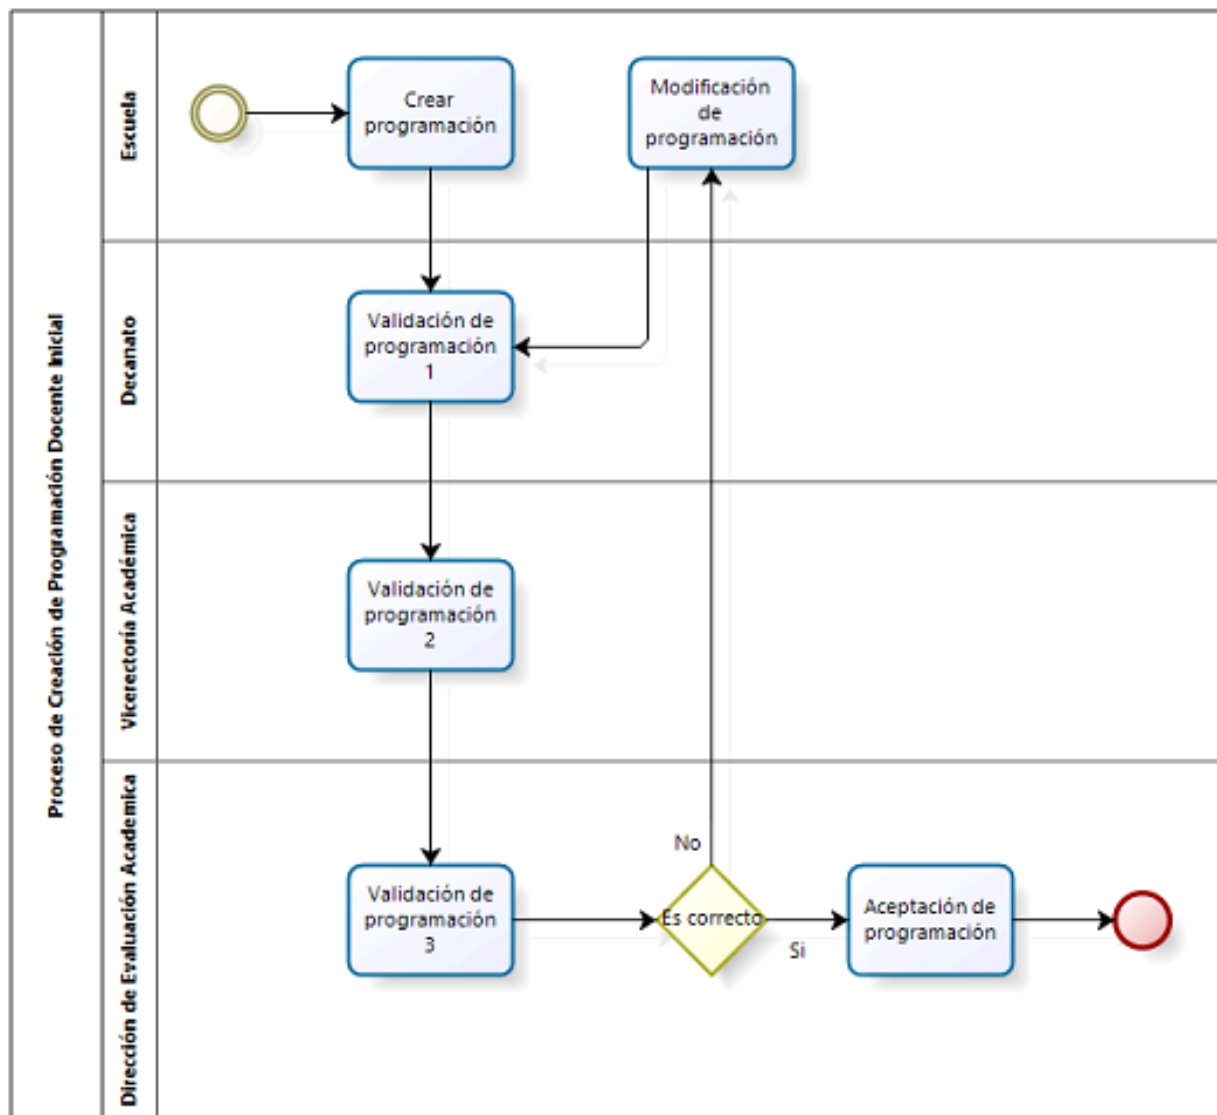 Proceso de Creación de Programación Docente Inicial
Escuela
Crear
programación
Modificación
de
programación
Decanato
Validación de
programación
1
Vicerectoría Académica
Validación de
programación
2
Dirección de Evaluación Academica
Validación de
programación
3
No
Es correcto
Si
Aceptación de
programación